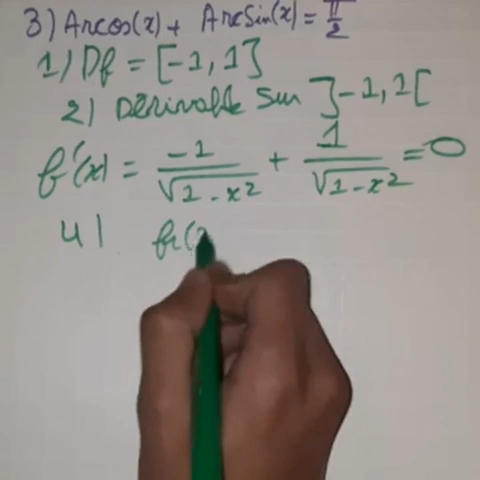 3) Arcos(x) + ArcSin(x) = π/2
1) Df = [-1, 1]
2) Dérivable sur ]-1, 1[
f'(x) = -1/√(1-x²) + 1/√(1-x²) = 0
4)